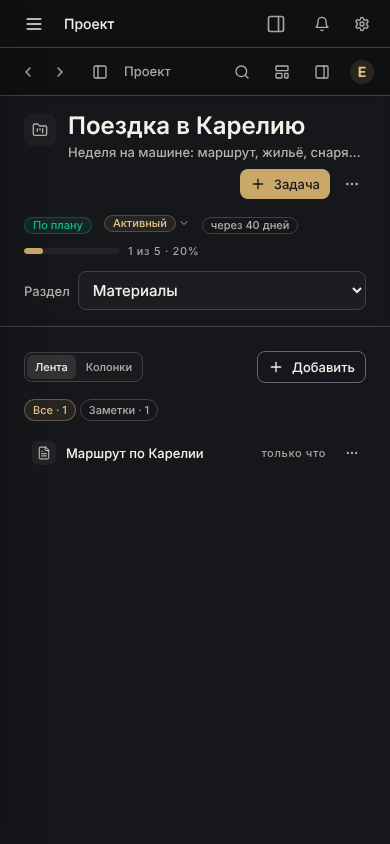 Проект
Проект
E
Поездка в Карелию
Неделя на машине: маршрут, жильё, снаря...
Задача
По плану
Активный
через 40 дней
1 из 5 · 20%
Раздел
Материалы
Лента
Колонки
Добавить
Все · 1
Заметки · 1
Маршрут по Карелии
только что